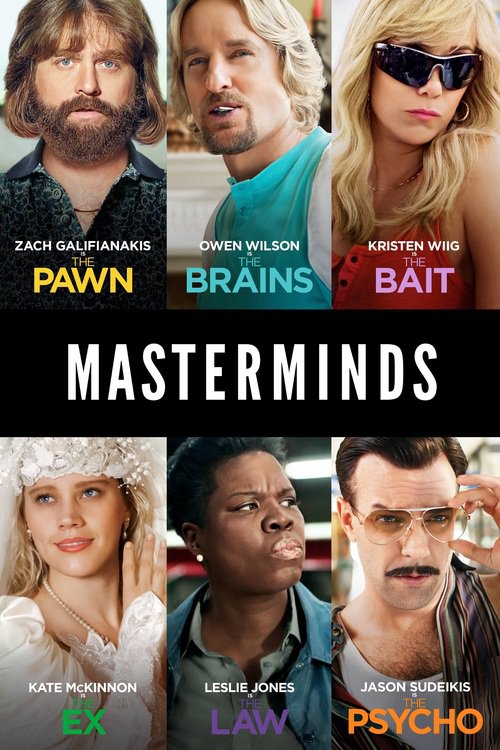 ZACH GALIFIANAKIS
IS
THE
PAWN
OWEN WILSON
IS
THE
BRAINS
KRISTEN WIIG
IS
THE
BAIT
MASTERMINDS
KATE McKINNON
IS
THE
EX
LESLIE JONES
IS
THE
LAW
JASON SUDEIKIS
IS
THE
PSYCHO